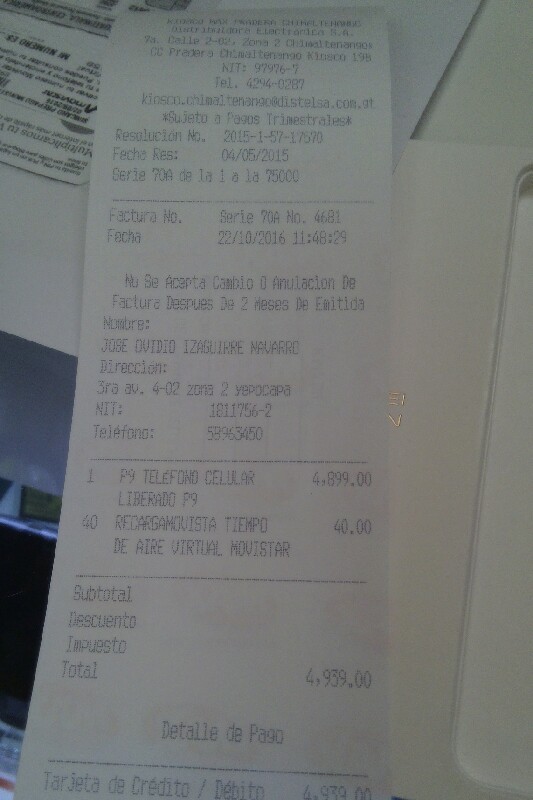 KIOSCO MAX PRADERA CHIMALTENANGO
Distribuidora Electronica S.A.
7a. Calle 2-02, Zona 2 CHimaltenango
CC Pradera Chimaltenango Kiosco 19B
NIT: 97976-7
Tel. 4294-0287
kiosco.chimaltenango@distelsa.com.gt
*Sujeto a Pagos Trimestrales*
Resolución No. 2015-1-57-17570
Fecha Res: 04/05/2015
Serie 70A de la 1 a la 75000
Factura No. Serie 70A No. 4681
Fecha 22/10/2016 11:48:29
No Se Acepta Cambio O Anulacion De
Factura Despues De 2 Meses De Emitida
Nombre:
JOSE OVIDIO IZAGUIRRE NAVARRO
Dirección:
3ra av. 4-02 zona 2 yepocapa
NIT: 1811756-2
Teléfono: 58963450
1 P9 TELEFONO CELULAR 4,899.00
LIBERADO P9
40 RECARGAMOVISTA TIEMPO 40.00
DE AIRE VIRTUAL MOVISTAR
Subtotal
Descuento
Impuesto
Total 4,939.00
Detalle de Pago
Tarjeta de Crédito / Débito 4,939.00